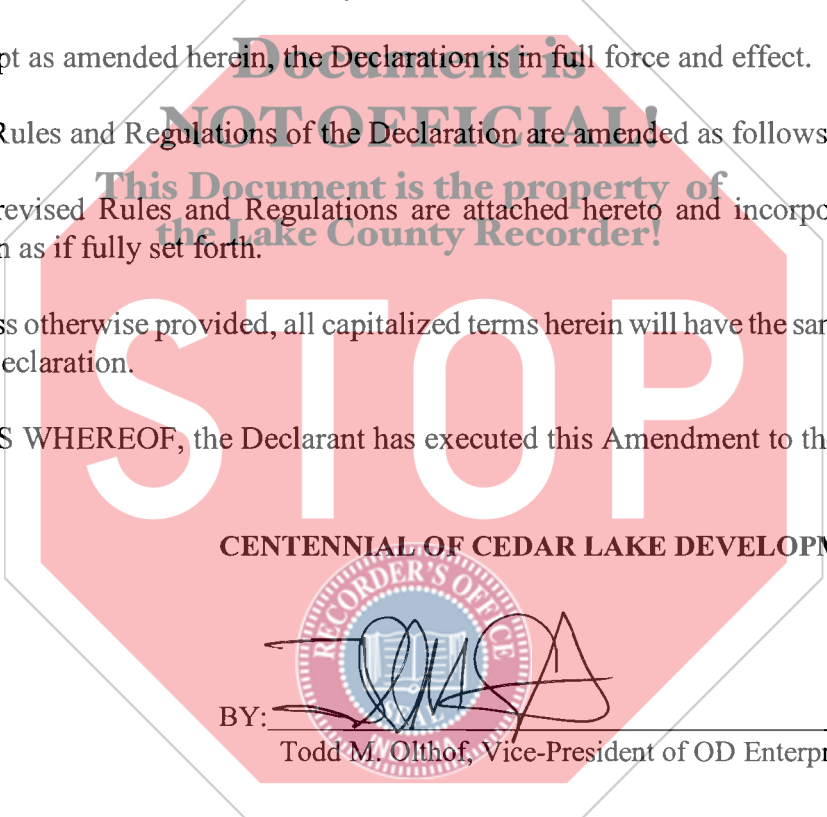 pt as amended herein, the Declaration is in full force and effect.
Document is
Rules and Regulations of the Declaration are amended as follows
NOT OFFICIAL!
This Document is the property of
revised Rules and Regulations are attached hereto and incorpo
the Lake County Recorder!
n as if fully set forth.
ss otherwise provided, all capitalized terms herein will have the sa
eclaration.
STOP
S WHEREOF, the Declarant has executed this Amendment to th
CENTENNIAL OF CEDAR LAKE DEVELOP
RECORDER'S OFFICE
SEAL
INDIANA
BY:
Todd M. Olthof, Vice-President of OD Enterp